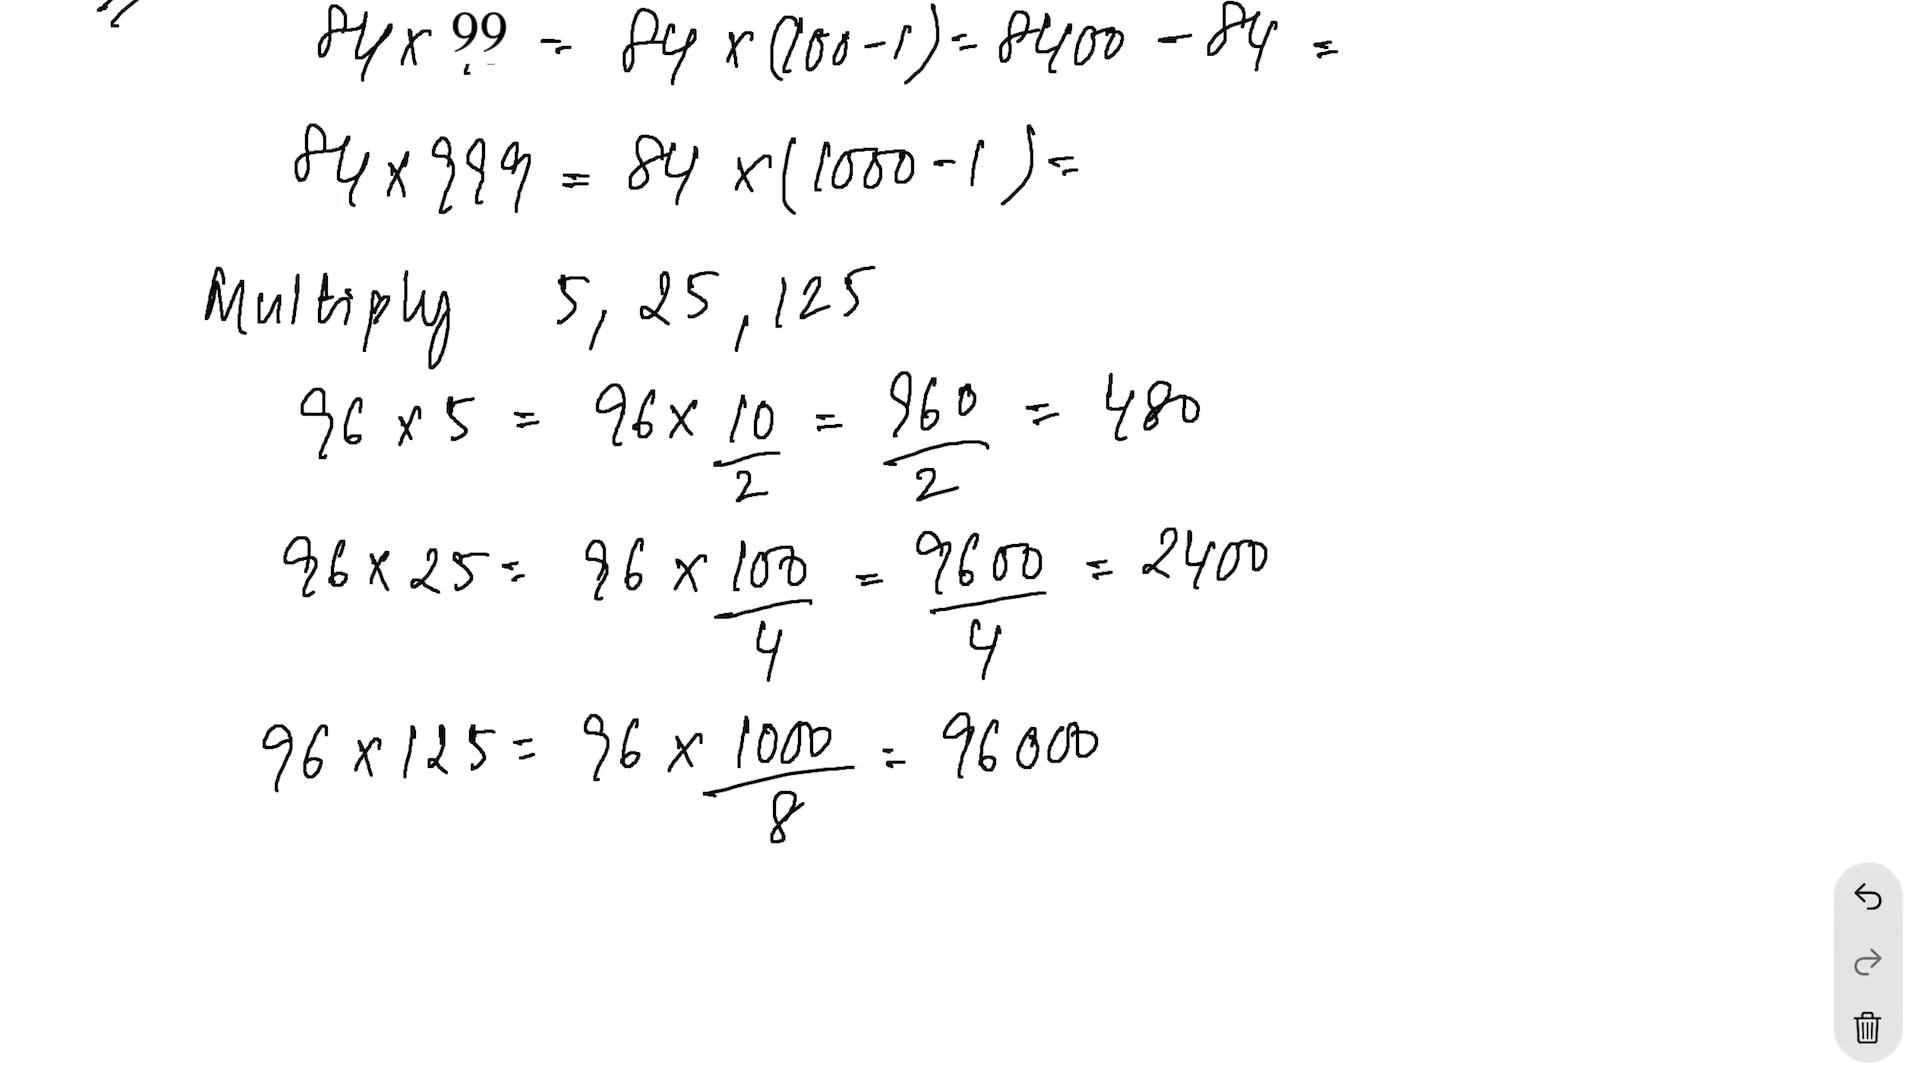 84 x 99 = 84 x (100-1) = 8400 - 84 =
84 x 999 = 84 x (1000-1) =
Multiply 5, 25, 125
96 x 5 = 96 x 10/2 = 960/2 = 480
96 x 25 = 96 x 100/4 = 9600/4 = 2400
96 x 125 = 96 x 1000/8 = 96000